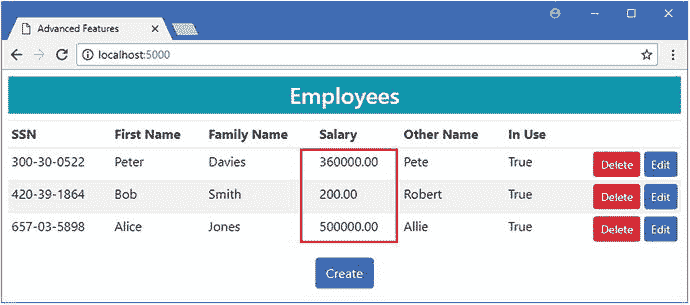 Advanced Features
localhost:5000
Employees
SSN First Name Family Name Salary Other Name In Use
300-30-0522 Peter Davies 360000.00 Pete True Delete Edit
420-39-1864 Bob Smith 200.00 Robert True Delete Edit
657-03-5898 Alice Jones 500000.00 Allie True Delete Edit
Create